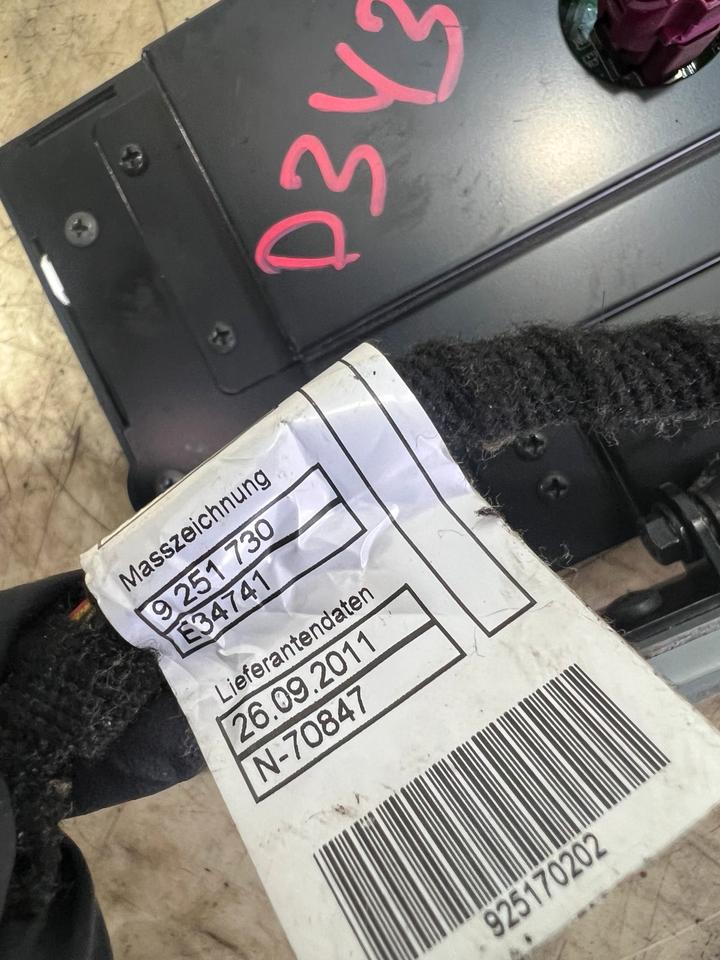 D3Y3
Masszeichnung
9 251 730
E34741
Lieferantendaten
26.09.2011
N-70847
925170202